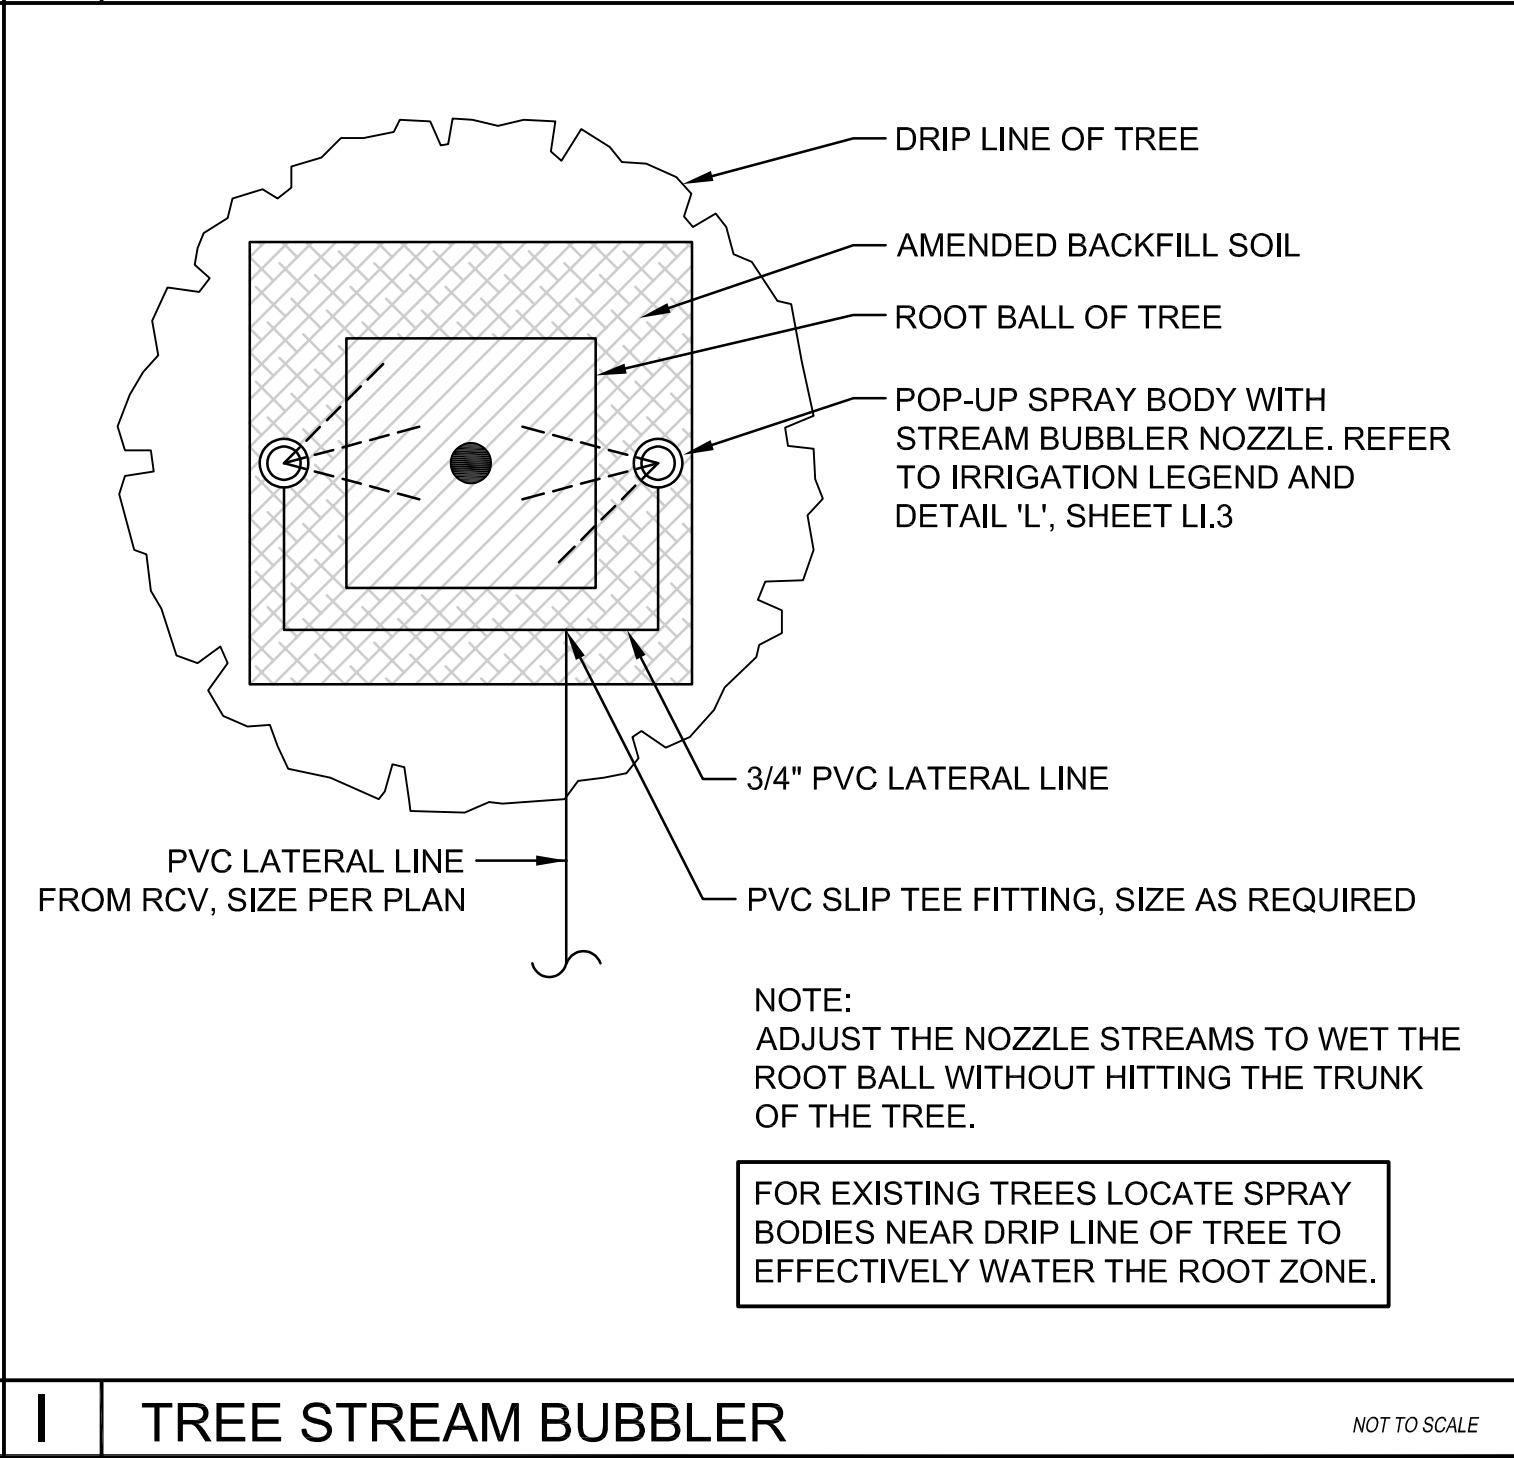 DRIP LINE OF TREE
AMENDED BACKFILL SOIL
ROOT BALL OF TREE
POP-UP SPRAY BODY WITH
STREAM BUBBLER NOZZLE. REFER
TO IRRIGATION LEGEND AND
DETAIL 'L', SHEET LI.3
3/4" PVC LATERAL LINE
PVC LATERAL LINE
FROM RCV, SIZE PER PLAN
PVC SLIP TEE FITTING, SIZE AS REQUIRED
NOTE:
ADJUST THE NOZZLE STREAMS TO WET THE
ROOT BALL WITHOUT HITTING THE TRUNK
OF THE TREE.
FOR EXISTING TREES LOCATE SPRAY
BODIES NEAR DRIP LINE OF TREE TO
EFFECTIVELY WATER THE ROOT ZONE.
I
TREE STREAM BUBBLER
NOT TO SCALE